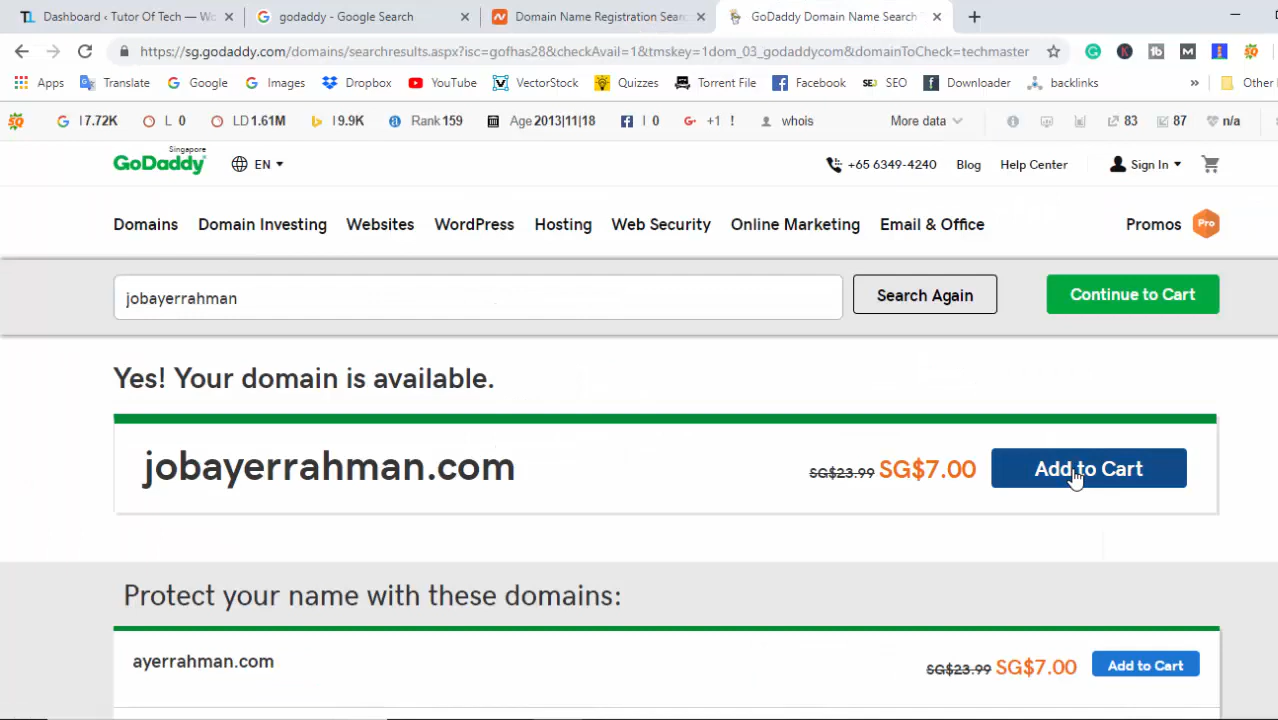 Dashboard ‹ Tutor Of Tech — Wo
godaddy - Google Search
Domain Name Registration Searc
GoDaddy Domain Name Search
https://sg.godaddy.com/domains/searchresults.aspx?isc=gofhas28&checkAvail=1&tmskey=1dom_03_godaddycom&domainToCheck=techmaster
Apps Translate Google Images Dropbox YouTube VectorStock Quizzes Torrent File Facebook SEO Downloader backlinks » Other
I 7.72K L 0 LD 1.61M I 9.9K Rank 159 Age 2013|11|18 I 0 +1 ! whois More data 83 87 n/a
Singapore
GoDaddy EN +65 6349-4240 Blog Help Center Sign In
Domains Domain Investing Websites WordPress Hosting Web Security Online Marketing Email & Office Promos Pro
jobayerrahman Search Again Continue to Cart
Yes! Your domain is available.
jobayerrahman.com SG$23.99 SG$7.00 Add to Cart
Protect your name with these domains:
ayerrahman.com SG$23.99 SG$7.00 Add to Cart